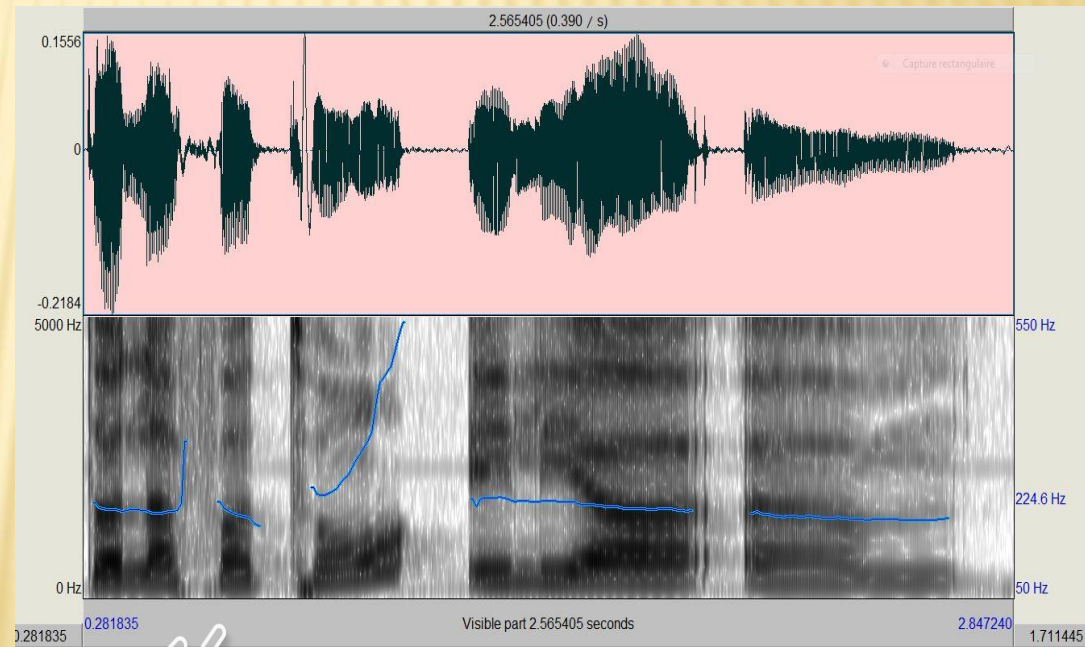 2.565405 (0.390 / s)
0.1556
Capture rectangulaire
0
-0.2184
5000 Hz
550 Hz
224.6 Hz
0 Hz
50 Hz
0.281835
Visible part 2.565405 seconds
2.847240
0.281835
1.711445